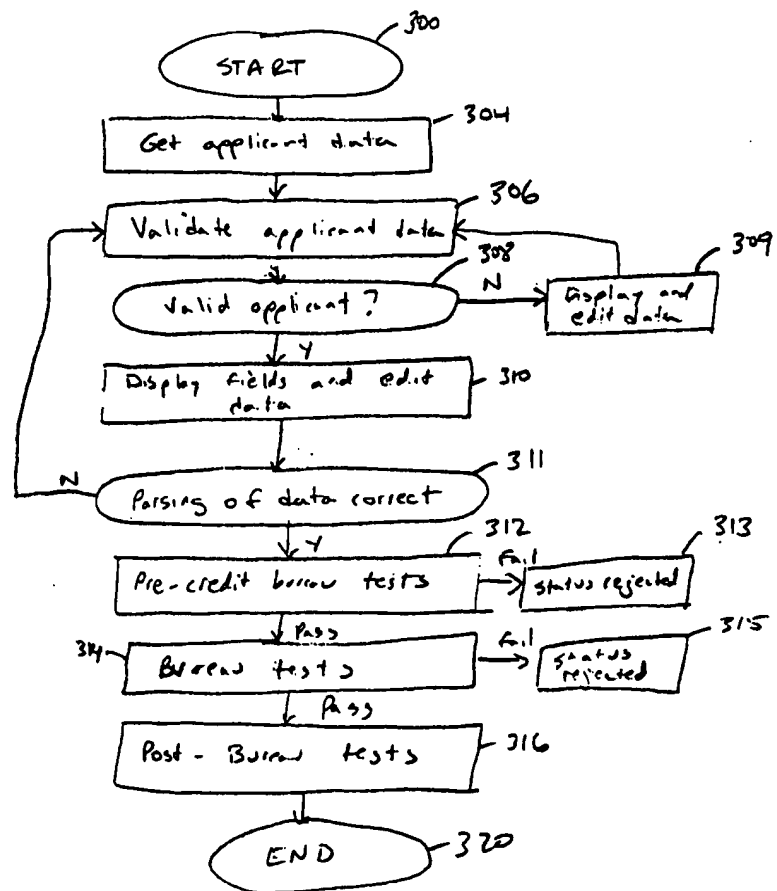 300
START
304
Get applicant data
306
Validate applicant data
308
309
Valid applicant?
N
Display and
edit data
Y
Display fields and edit
data
310
311
N
Parsing of data correct
Y
312
313
Pre-credit bureau tests
Fail
status rejected
Pass
314
315
Bureau tests
Fail
status
rejected
Pass
Post-Bureau tests
316
END
320